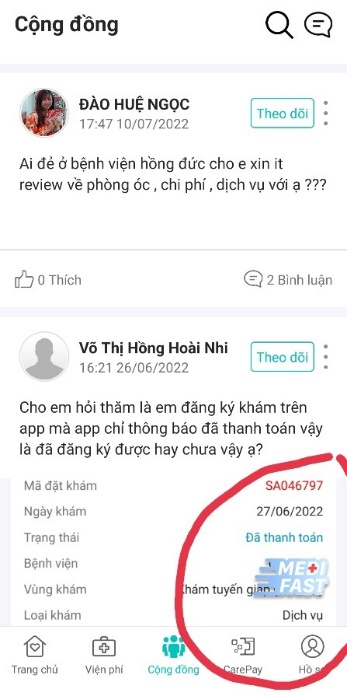 Cộng đồng
ĐÀO HUỆ NGỌC
17:47 10/07/2022
Theo dõi
Ai đẻ ở bệnh viện hồng đức cho e xin it
review về phòng óc , chi phí , dịch vụ với ạ ???
0 Thích
2 Bình luận
Võ Thị Hồng Hoài Nhi
16:21 26/06/2022
Theo dõi
Cho em hỏi thăm là em đăng ký khám trên
app mà app chỉ thông báo đã thanh toán vậy
là đã đăng ký được hay chưa vậy ạ?
Mã đặt khám SA046797
Ngày khám 27/06/2022
Trạng thái Đã thanh toán
Bệnh viện
MEDI
FAST
Vùng khám Khám tuyến giáp
Loại khám Dịch vụ
Trang chủ
Viện phí
Cộng đồng
CarePay
Hồ